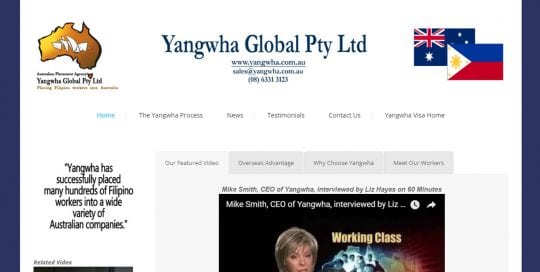 Australian Placement Agency
Yangwha Global Pty Ltd
Placing Filipino workers into Australia
Yangwha Global Pty Ltd
www.yangwha.com.au
sales@yangwha.com.au
(08) 6331 3123
Home
The Yangwha Process
News
Testimonials
Contact Us
Yangwha Visa Home
"Yangwha has
successfully placed
many hundreds of Filipino
workers into a wide
variety of
Australian companies."
Related Video
Our Featured Video
Overseas Advantage
Why Choose Yangwha
Meet Our Workers
Mike Smith, CEO of Yangwha, interviewed by Liz Hayes on 60 Minutes
Mike Smith, CEO of Yangwha, interviewed by Liz ...
Working Class